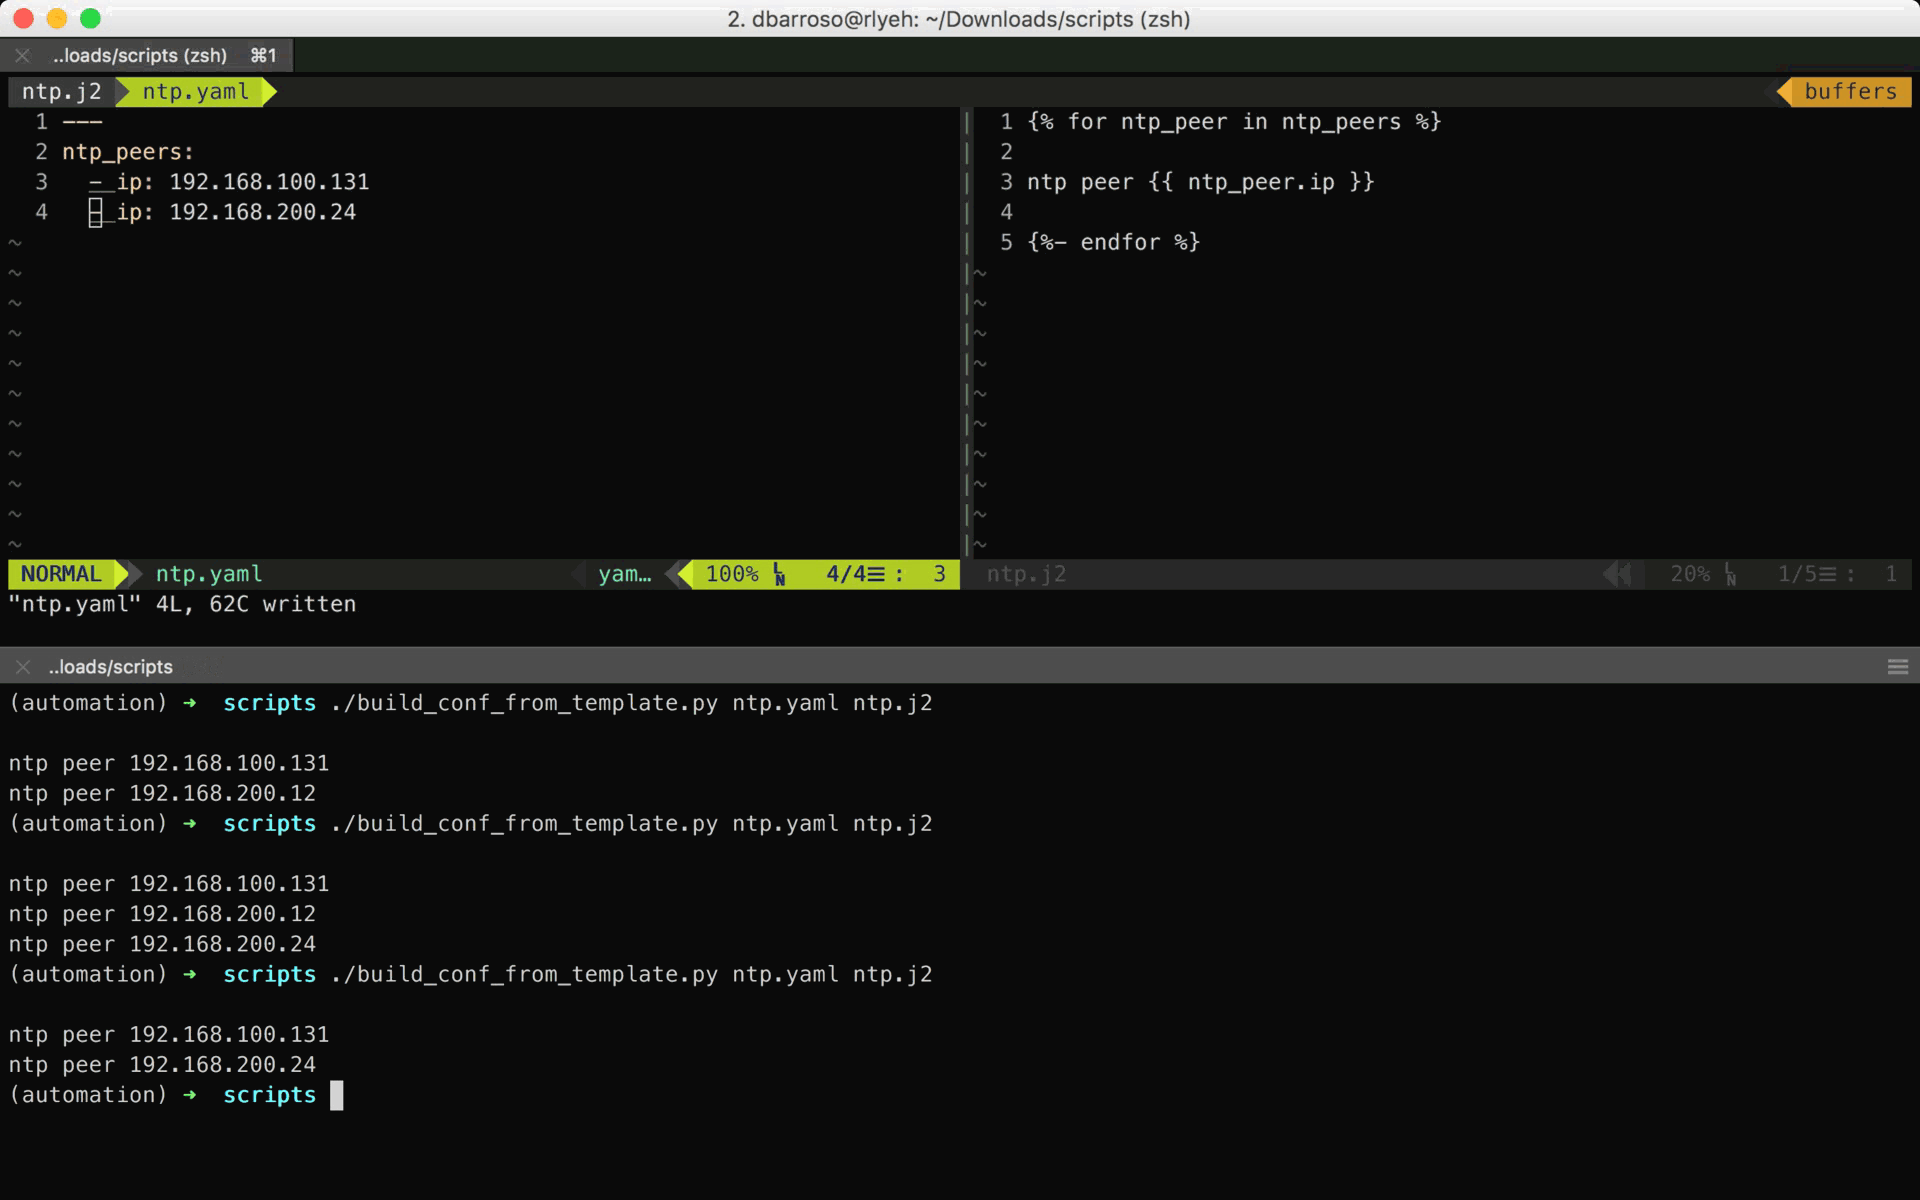 2. dbarroso@rlyeh: ~/Downloads/scripts (zsh)
..loads/scripts (zsh) ⌘1
ntp.j2 ntp.yaml buffers
1 ---
2 ntp_peers:
3 - ip: 192.168.100.131
4 - ip: 192.168.200.24
~
~
~
~
~
~
~
~
~
~
~
1 {% for ntp_peer in ntp_peers %}
2
3 ntp peer {{ ntp_peer.ip }}
4
5 {%- endfor %}
~
~
~
~
~
~
~
~
~
~
NORMAL ntp.yaml yam… 100% ␤ 4/4☰ : 3
ntp.j2 20% ␤ 1/5☰ : 1
"ntp.yaml" 4L, 62C written
..loads/scripts
(automation) ➜ scripts ./build_conf_from_template.py ntp.yaml ntp.j2
ntp peer 192.168.100.131
ntp peer 192.168.200.12
(automation) ➜ scripts ./build_conf_from_template.py ntp.yaml ntp.j2
ntp peer 192.168.100.131
ntp peer 192.168.200.12
ntp peer 192.168.200.24
(automation) ➜ scripts ./build_conf_from_template.py ntp.yaml ntp.j2
ntp peer 192.168.100.131
ntp peer 192.168.200.24
(automation) ➜ scripts